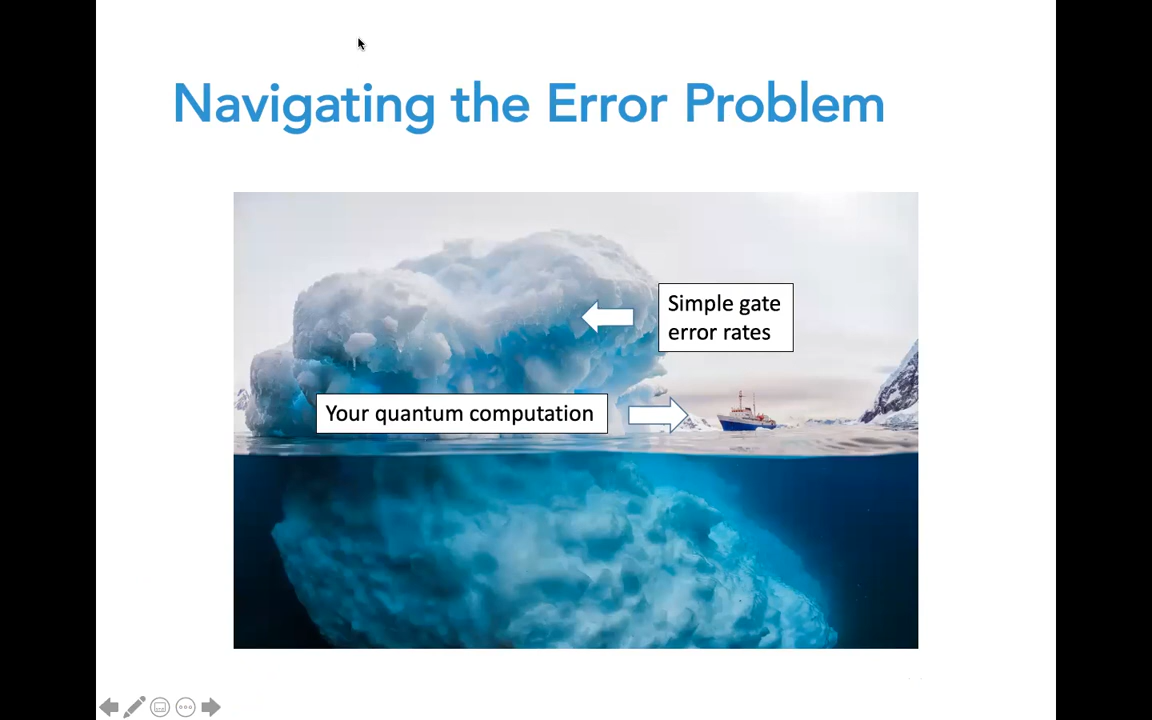 Navigating the Error Problem
Simple gate
error rates
Your quantum computation